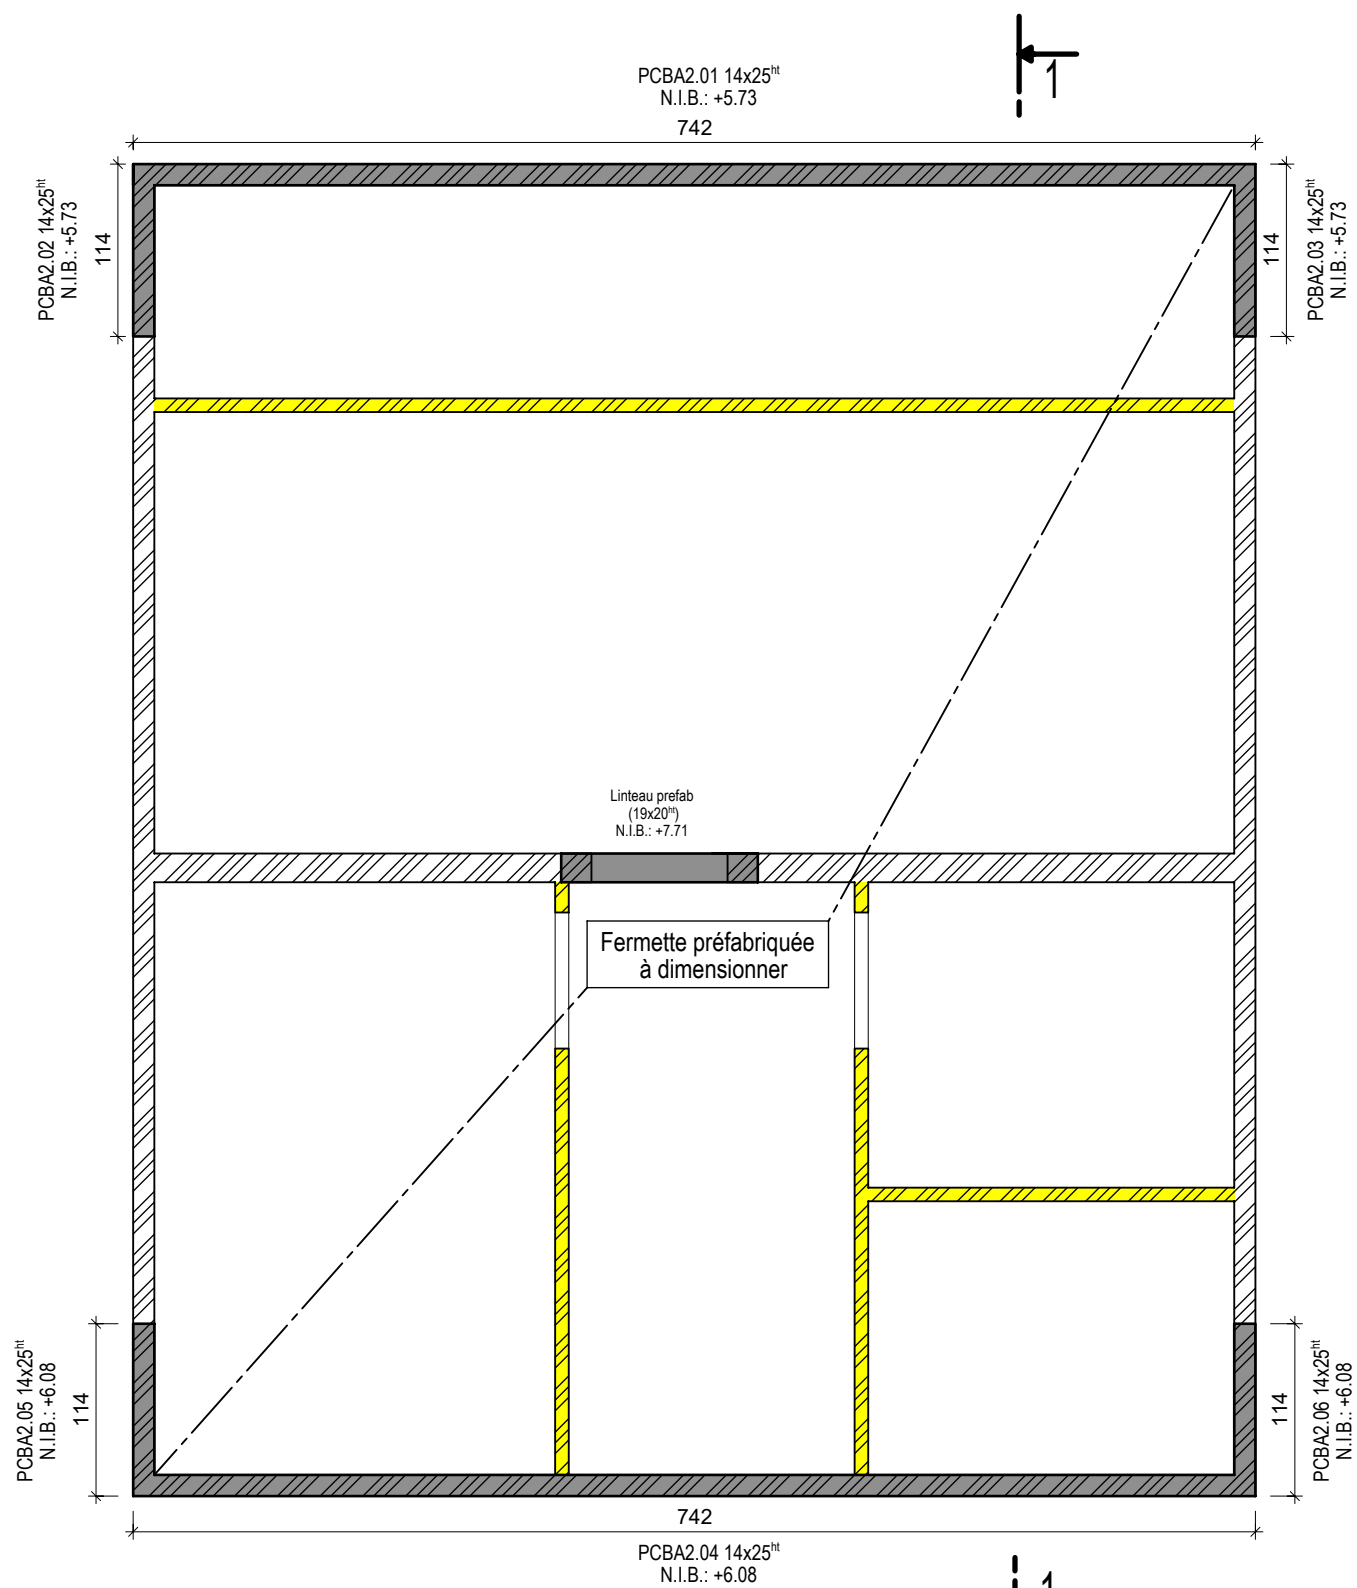 1
PCBA2.01 14x25ht
N.I.B.: +5.73
742
PCBA2.02 14x25ht
N.I.B.: +5.73
114
114
PCBA2.03 14x25ht
N.I.B.: +5.73
Linteau prefab
(19x20ht)
N.I.B.: +7.71
Fermette préfabriquée
à dimensionner
PCBA2.05 14x25ht
N.I.B.: +6.08
114
114
PCBA2.06 14x25ht
N.I.B.: +6.08
742
PCBA2.04 14x25ht
N.I.B.: +6.08
1